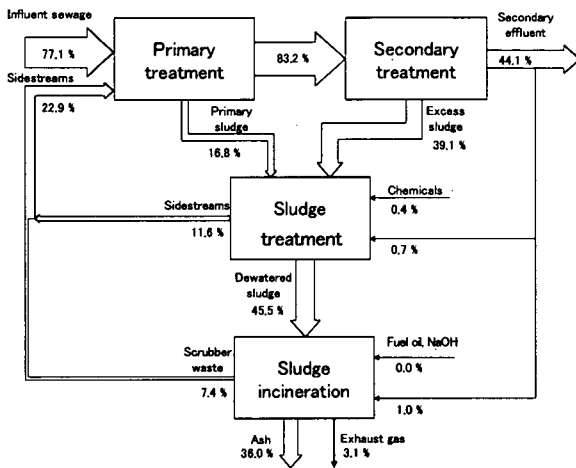 Influent sewage
77.1 %
Primary
treatment
83.2 %
Secondary
treatment
Secondary
effluent
44.1 %
Sidestreams
22.9 %
Primary
sludge
16.8 %
Excess
sludge
39.1 %
Sidestreams
11.6 %
Sludge
treatment
Chemicals
0.4 %
0.7 %
Dewatered
sludge
45.5 %
Scrubber
waste
7.4 %
Sludge
incineration
Fuel oil, NaOH
0.0 %
1.0 %
Ash
36.0 %
Exhaust gas
3.1 %